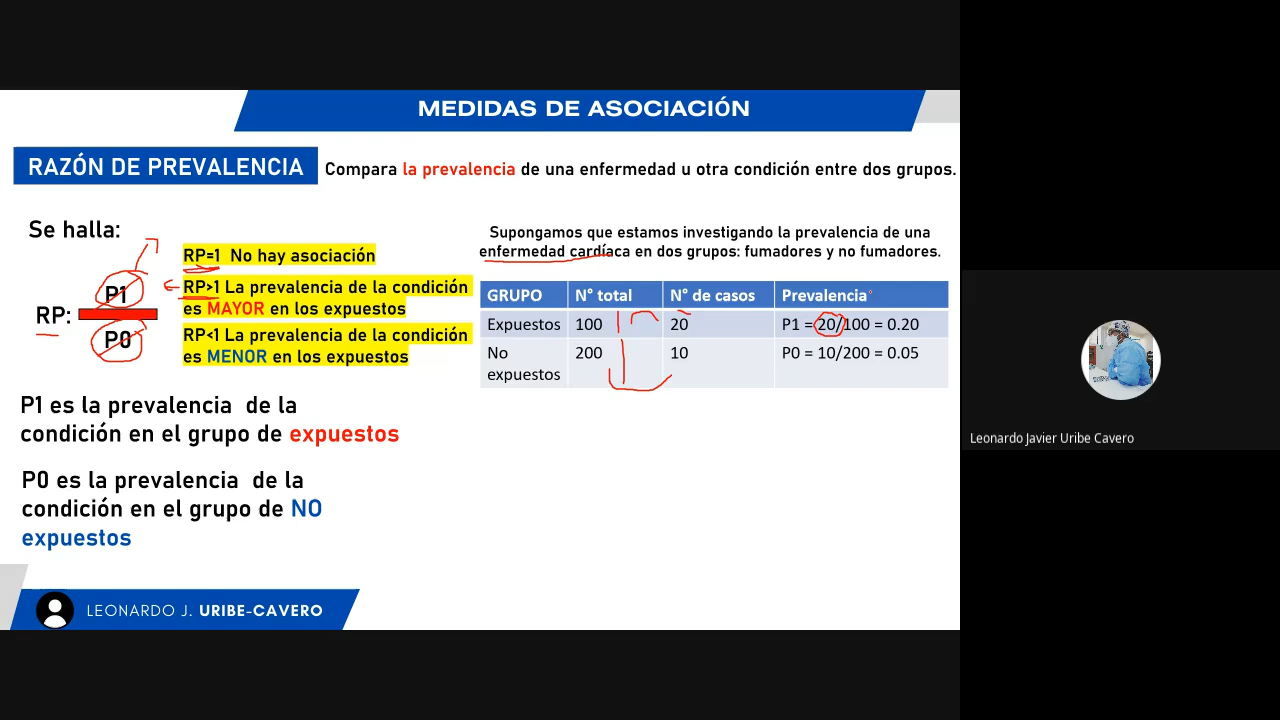 MEDIDAS DE ASOCIACIÓN
RAZÓN DE PREVALENCIA
Compara la prevalencia de una enfermedad u otra condición entre dos grupos.
Se halla:
RP:
P1
P0
RP=1 No hay asociación
RP>1 La prevalencia de la condición
es MAYOR en los expuestos
RP<1 La prevalencia de la condición
es MENOR en los expuestos
P1 es la prevalencia de la
condición en el grupo de expuestos
P0 es la prevalencia de la
condición en el grupo de NO
expuestos
Supongamos que estamos investigando la prevalencia de una
enfermedad cardíaca en dos grupos: fumadores y no fumadores.
GRUPO N° total N° de casos Prevalencia
Expuestos 100 20 P1 = 20/100 = 0.20
No 200 10 P0 = 10/200 = 0.05
expuestos
LEONARDO J. URIBE-CAVERO
Leonardo Javier Uribe Cavero